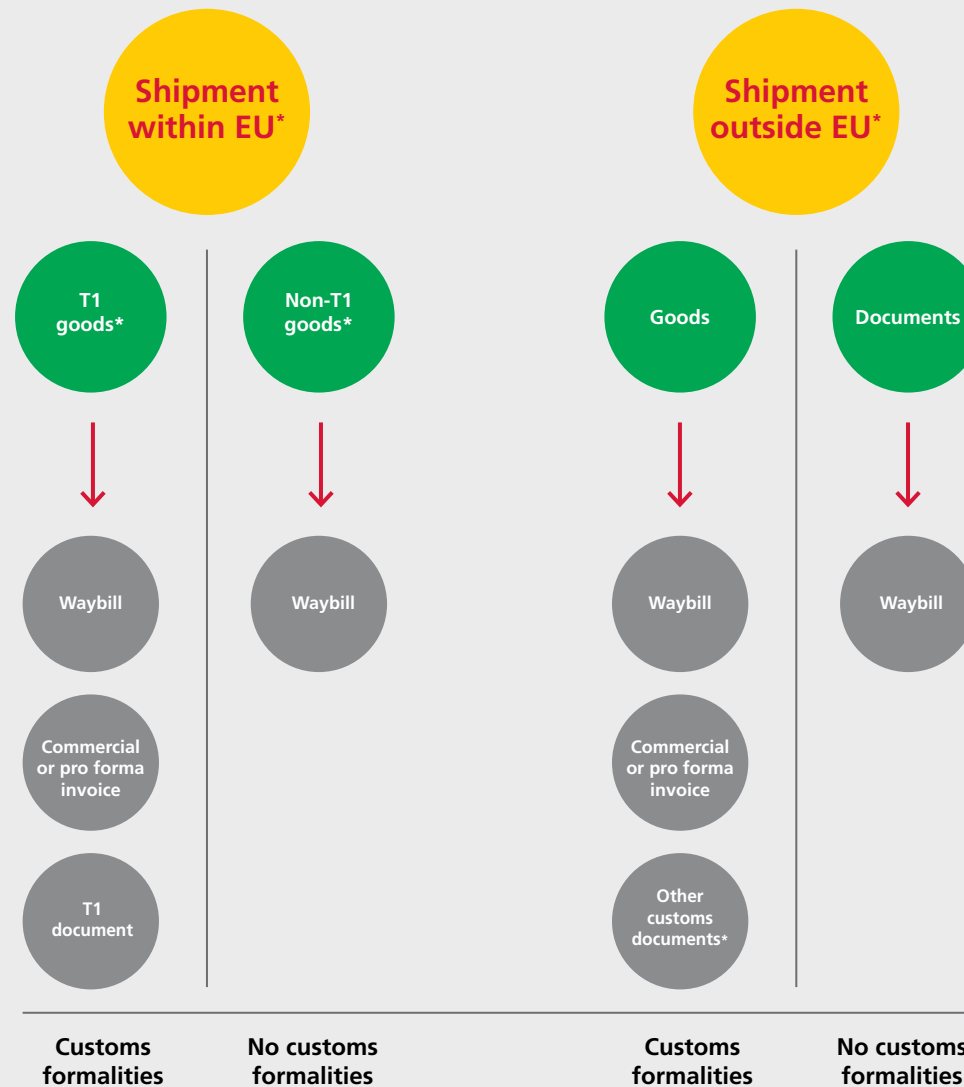 Shipment
within EU*
Shipment
outside EU*
T1
goods*
Non-T1
goods*
Goods
Documents
Waybill
Waybill
Waybill
Waybill
Commercial
or pro forma
invoice
Commercial
or pro forma
invoice
T1
document
Other
customs
documents*
Customs
formalities
No customs
formalities
Customs
formalities
No customs
formalities